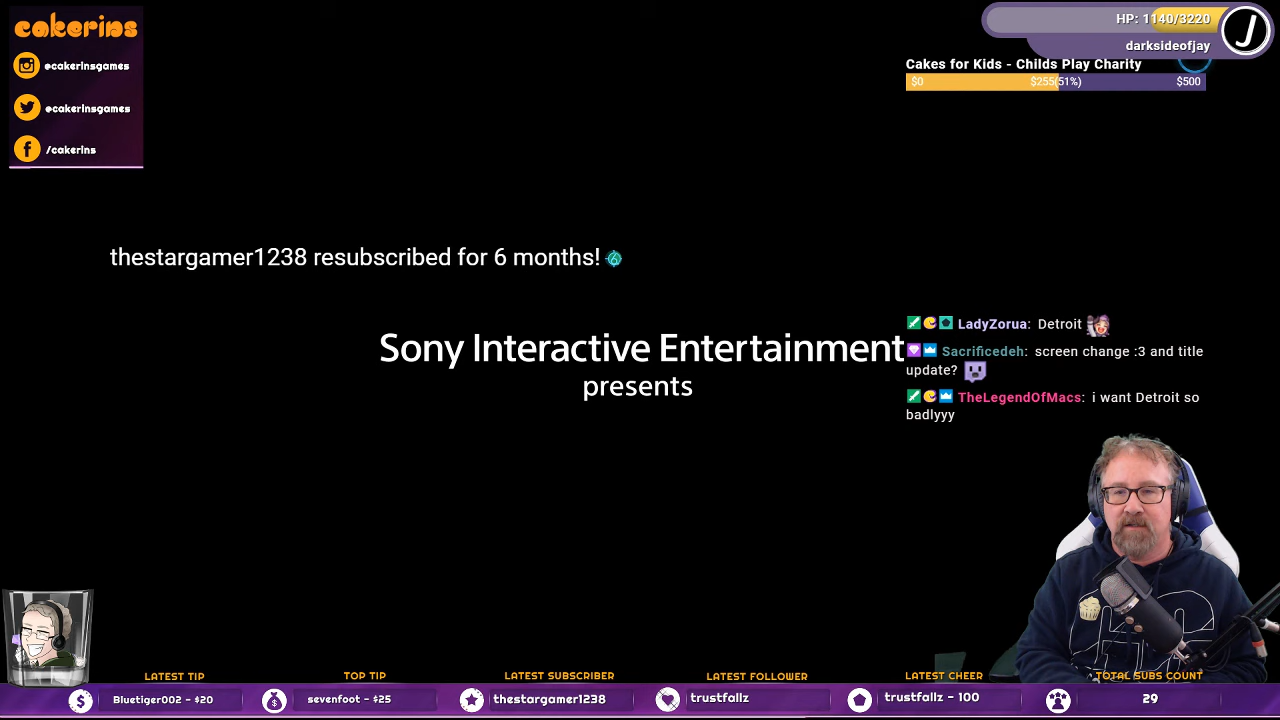 cakerins
@cakerinsgames
@cakerinsgames
f /cakerins
HP: 1140/3220
J
darksideofjay
Cakes for Kids - Childs Play Charity
$0 $255(51%) $500
thestargamer1238 resubscribed for 6 months! 6
Sony Interactive Entertainment
presents
LadyZorua: Detroit
Sacrificedeh: screen change :3 and title
update?
TheLegendOfMacs: i want Detroit so
badlyyy
LATEST TIP
$ Bluetiger002 - $20
TOP TIP
$ sevenfoot - $25
LATEST SUBSCRIBER
thestargamer1238
LATEST FOLLOWER
trustfallz
LATEST CHEER
trustfallz - 100
TOTAL SUBS COUNT
29